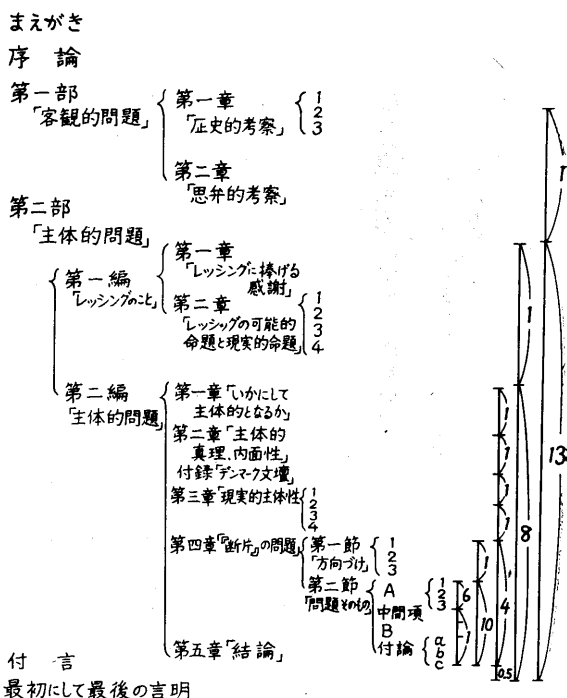 まえがき
序 論
第一部
「客観的問題」
第一章
「歴史的考察」
1
2
3
第二章
「思弁的考察」
第二部
「主体的問題」
第一編
「レッシングのこと」
第一章
「レッシングに捧げる
感謝」
第二章
「レッシングの可能的
命題と現実的命題」
1
2
3
4
第二編
「主体的問題」
第一章「いかにして
主体的となるか」
第二章「主体的
真理、内面性」
付録「デンマーク文壇」
第三章「現実的主体性」
1
2
3
4
第四章「『断片』の問題」
第一節
「方向づけ」
1
2
3
第二節
「問題そのもの」
A
1
2
3
中間項
B
付論
a
b
c
第五章「結論」
付 言
最初にして最後の言明
1
13
1
8
1
1
1
1
4
0.5
1
10
6
1